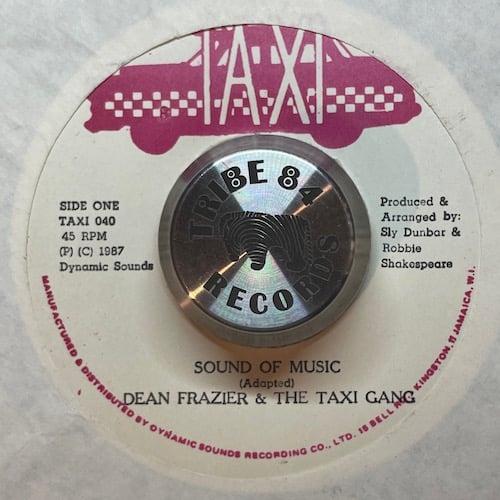 TAXI
TRIBE 84
RECORDS
SIDE ONE
TAXI 040
45 RPM
(P) (C) 1987
Dynamic Sounds
Produced &
Arranged by:
Sly Dunbar &
Robbie
Shakespeare
SOUND OF MUSIC
(Adapted)
DEAN FRAZIER & THE TAXI GANG
MANUFACTURED & DISTRIBUTED BY DYNAMIC SOUNDS RECORDING CO., LTD. 15 BELL RD. KINGSTON, 11 JAMAICA, W.I.